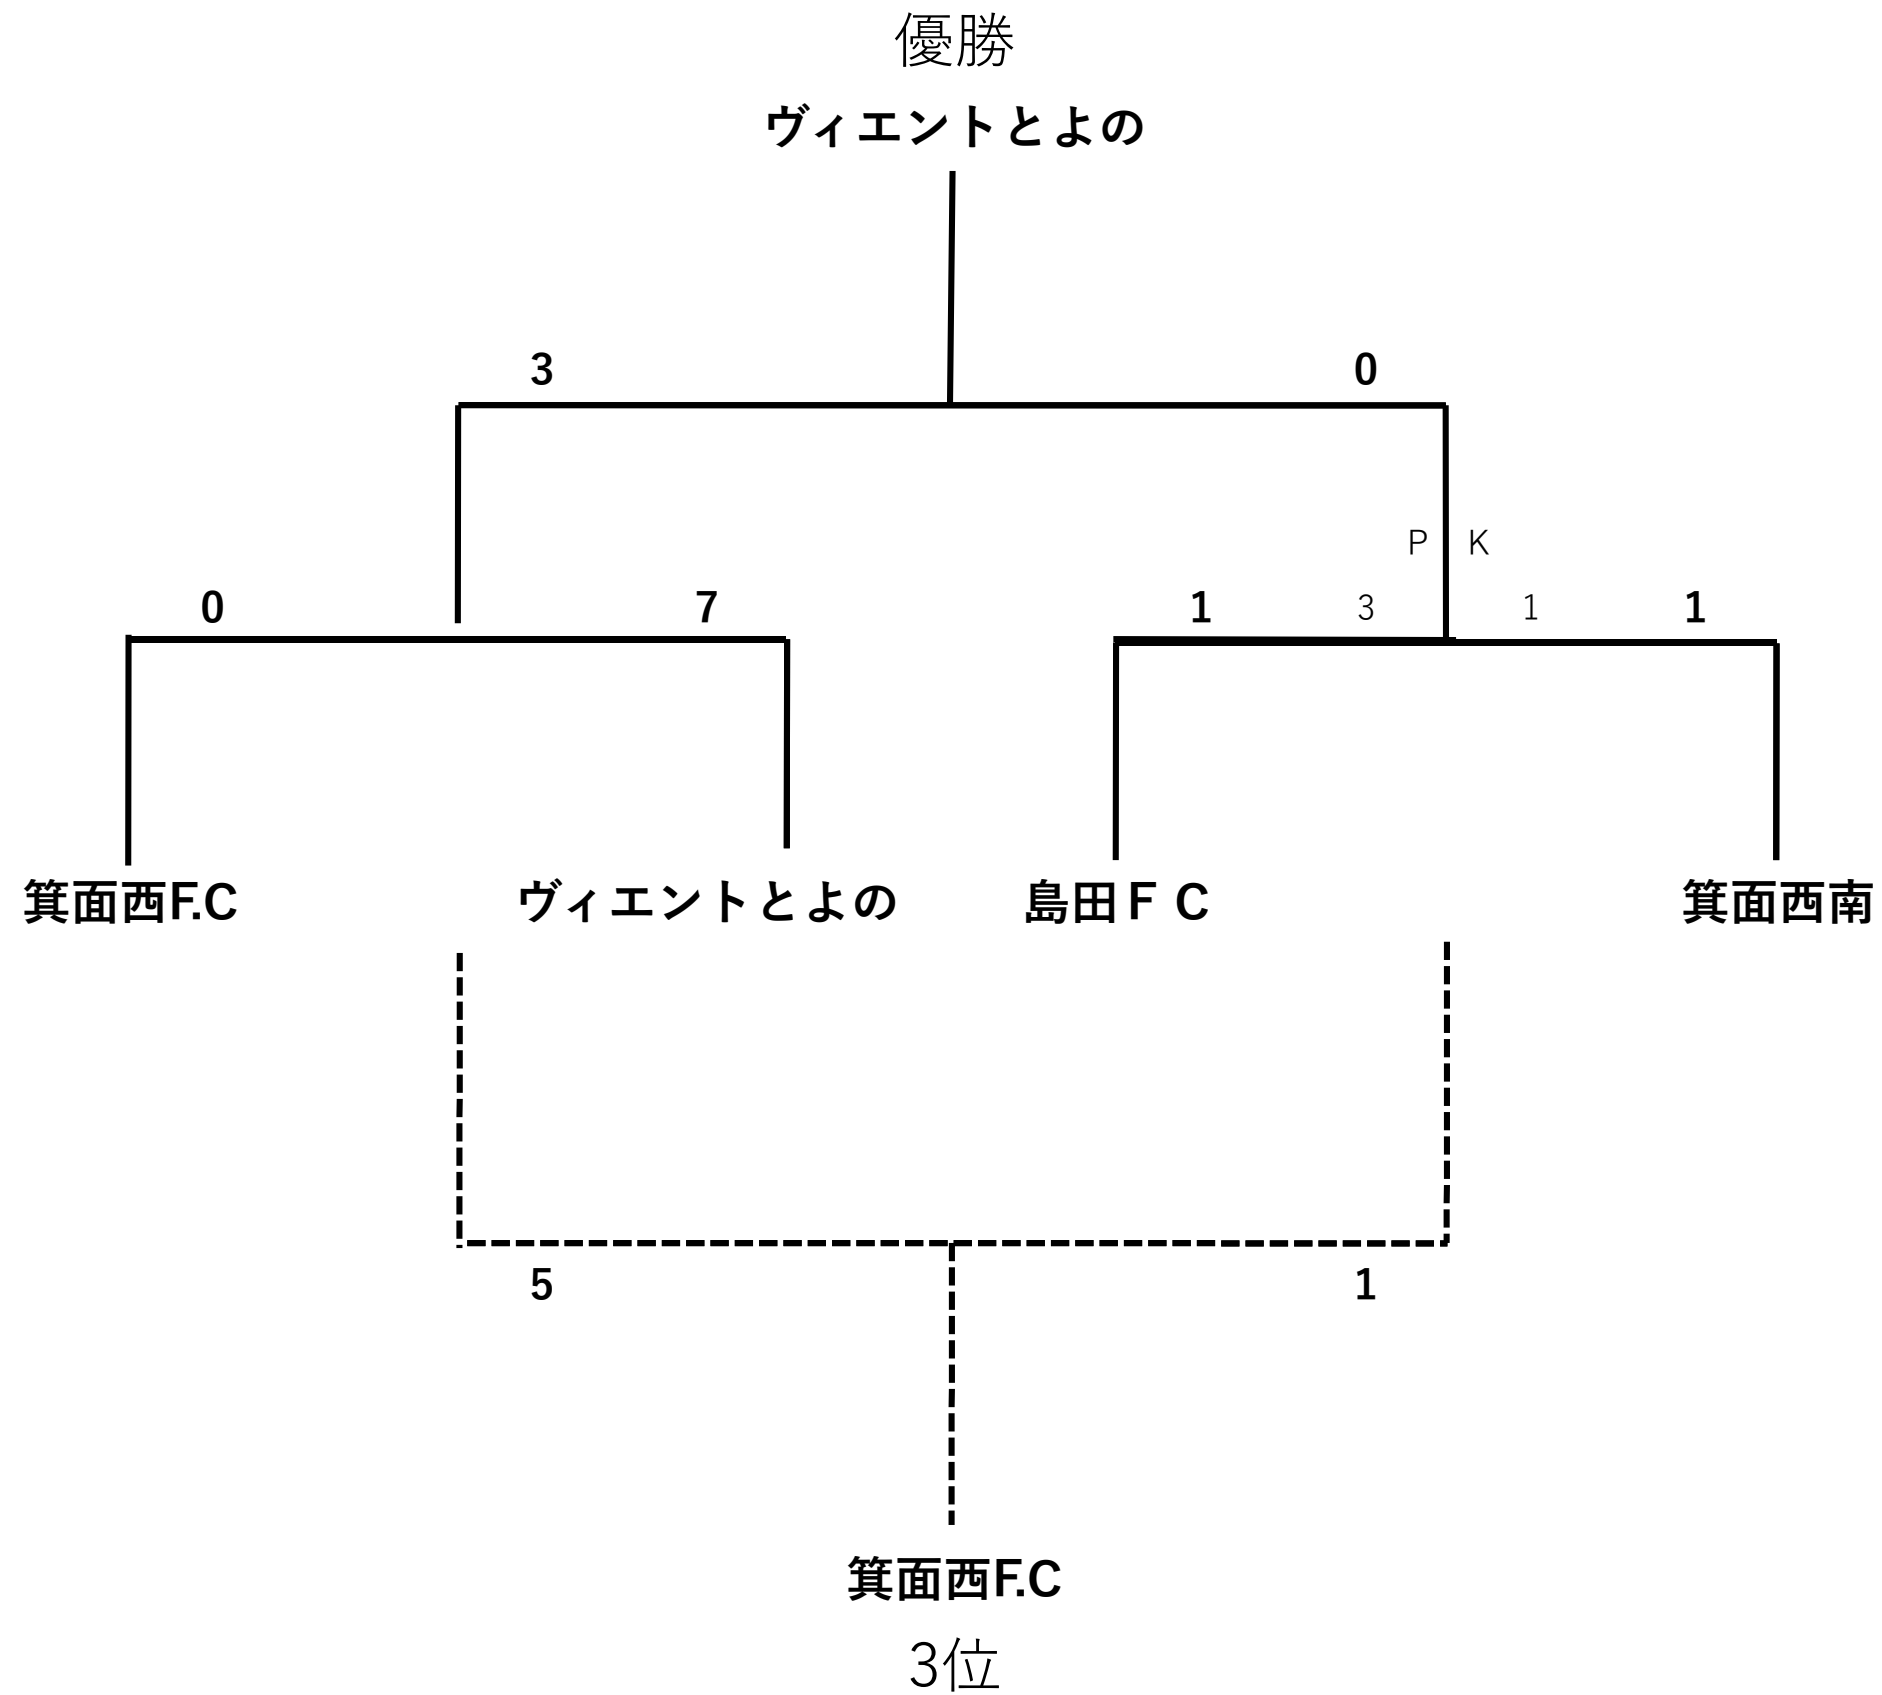 優勝
ヴィエントとよの
3 0
P K
0 7 1 3 1 1
箕面西F.C ヴィエントとよの 島田ＦＣ 箕面西南
5 1
箕面西F.C
3位